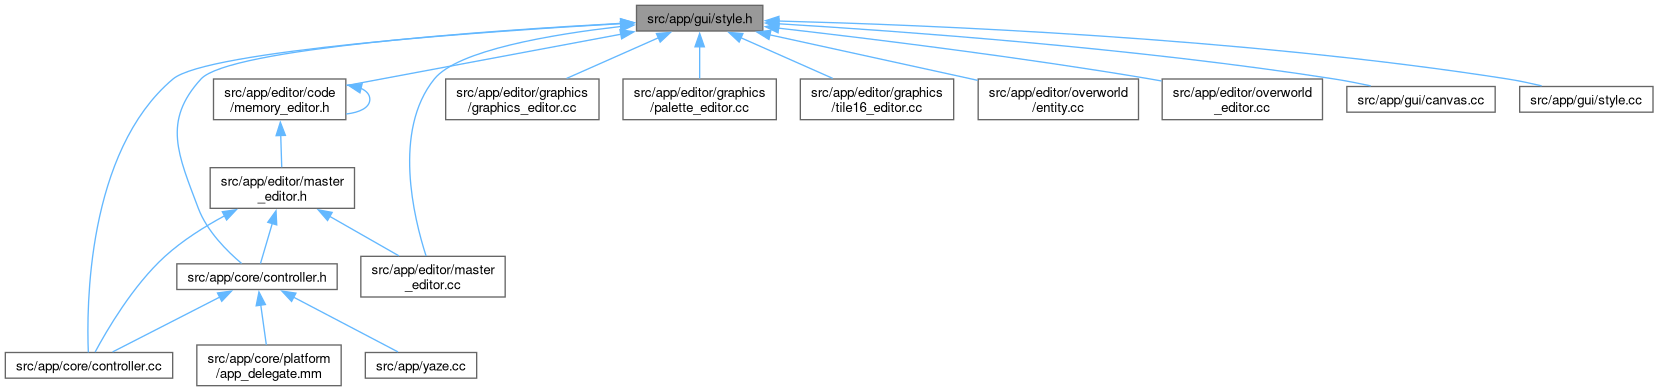 src/app/gui/style.h
src/app/editor/code
/memory_editor.h
src/app/editor/graphics
/graphics_editor.cc
src/app/editor/graphics
/palette_editor.cc
src/app/editor/graphics
/tile16_editor.cc
src/app/editor/overworld
/entity.cc
src/app/editor/overworld
_editor.cc
src/app/gui/canvas.cc
src/app/gui/style.cc
src/app/editor/master
_editor.h
src/app/core/controller.h
src/app/editor/master
_editor.cc
src/app/core/controller.cc
src/app/core/platform
/app_delegate.mm
src/app/yaze.cc